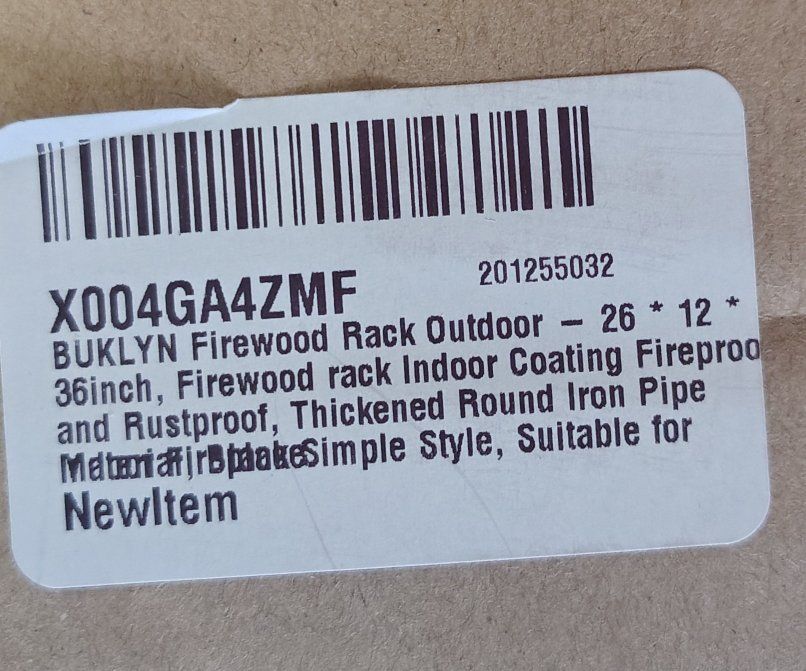 201255032
X004GA4ZMF
BUKLYN Firewood Rack Outdoor – 26 * 12 *
36inch, Firewood rack Indoor Coating Fireproo
and Rustproof, Thickened Round Iron Pipe
Simple Style, Suitable for
NewItem